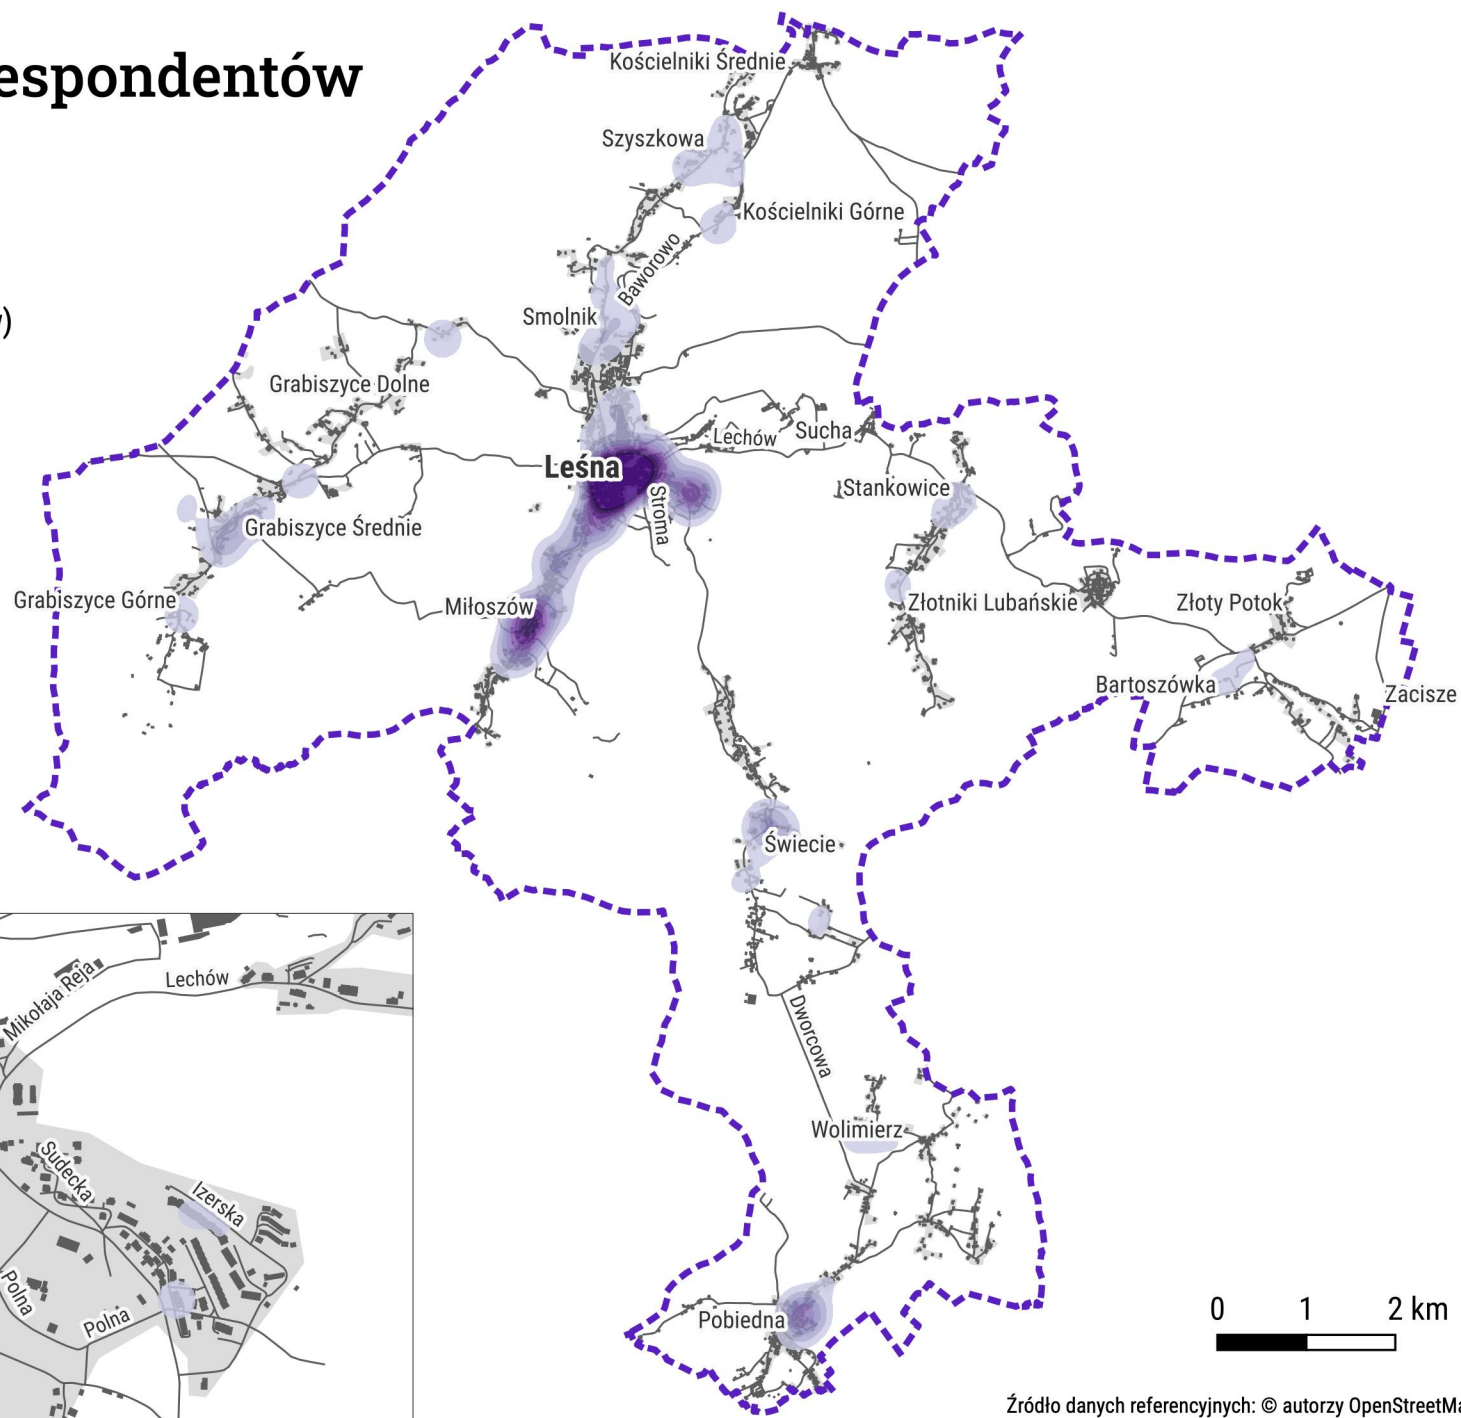 espondentów
Kościelniki Średnie
Szyszkowa
Kościelniki Górne
Baworowo
Smolnik
Grabiszyce Dolne
Lechów
Sucha
Leśna
Stroma
Stankowice
Grabiszyce Średnie
Grabiszyce Górne
Miłoszów
Złotniki Lubańskie
Złoty Potok
Bartoszówka
Zacisze
Świecie
Dworcowa
Wolimierz
Pobiedna
Mikołaja Reja
Lechów
Sudecka
Izerska
Polna
Polna
0 1 2 km
Źródło danych referencyjnych: © autorzy OpenStreetMa